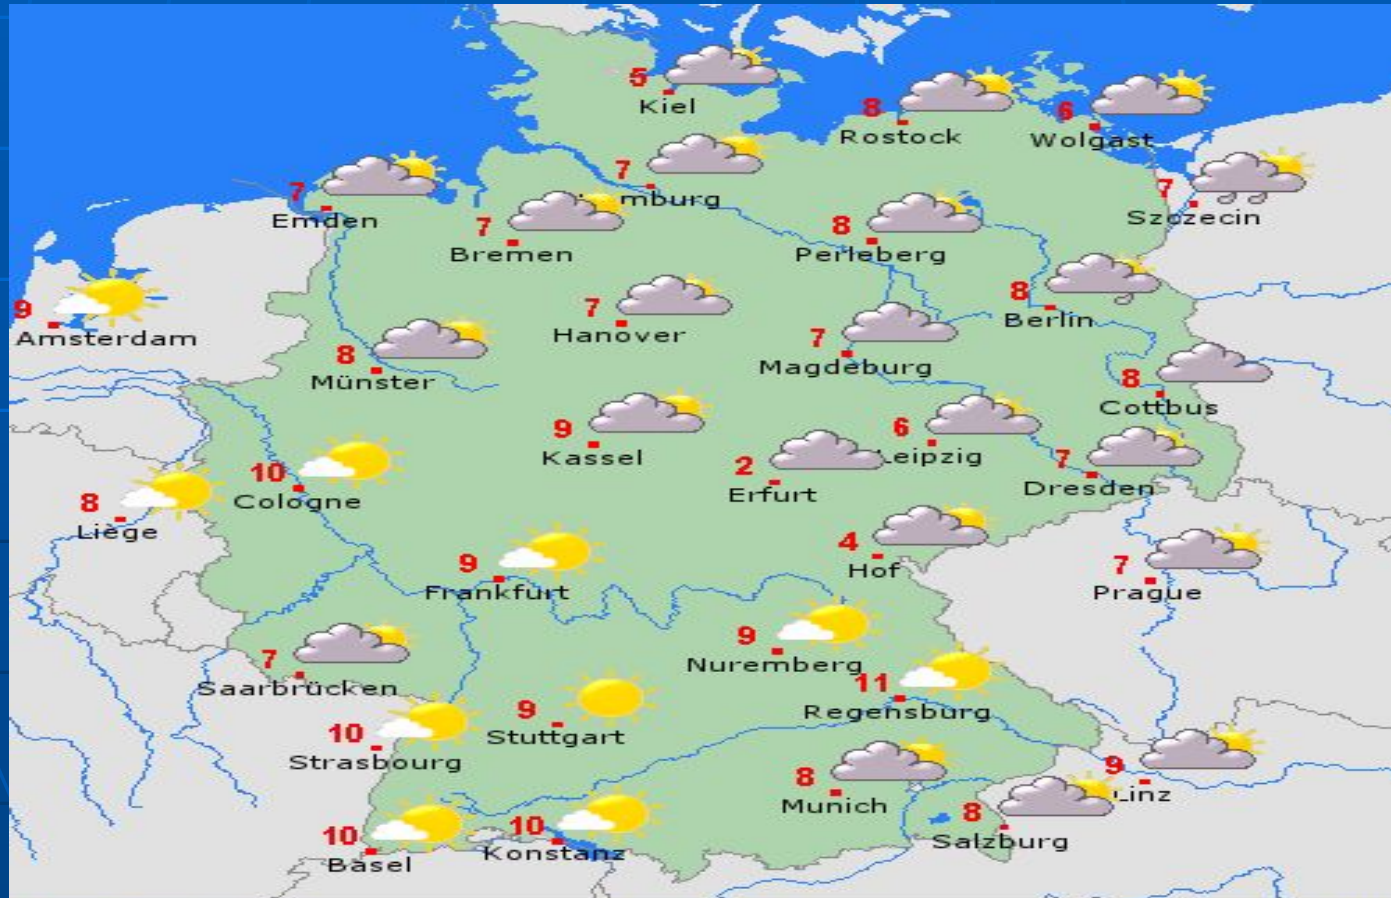 5
Kiel
8
Rostock
6
Wolgast
7
mburg
7
Emden
7
Szczecin
7
Bremen
8
Perleberg
9
Amsterdam
7
Hanover
8
Berlin
7
Magdeburg
8
Münster
8
Cottbus
9
Kassel
6
Leipzig
2
Erfurt
7
Dresden
10
Cologne
8
Liège
4
Hof
9
Frankfurt
7
Prague
9
Nuremberg
7
Saarbrücken
11
Regensburg
9
Stuttgart
10
Strasbourg
8
Munich
9
Linz
8
Salzburg
10
Basel
10
Konstanz